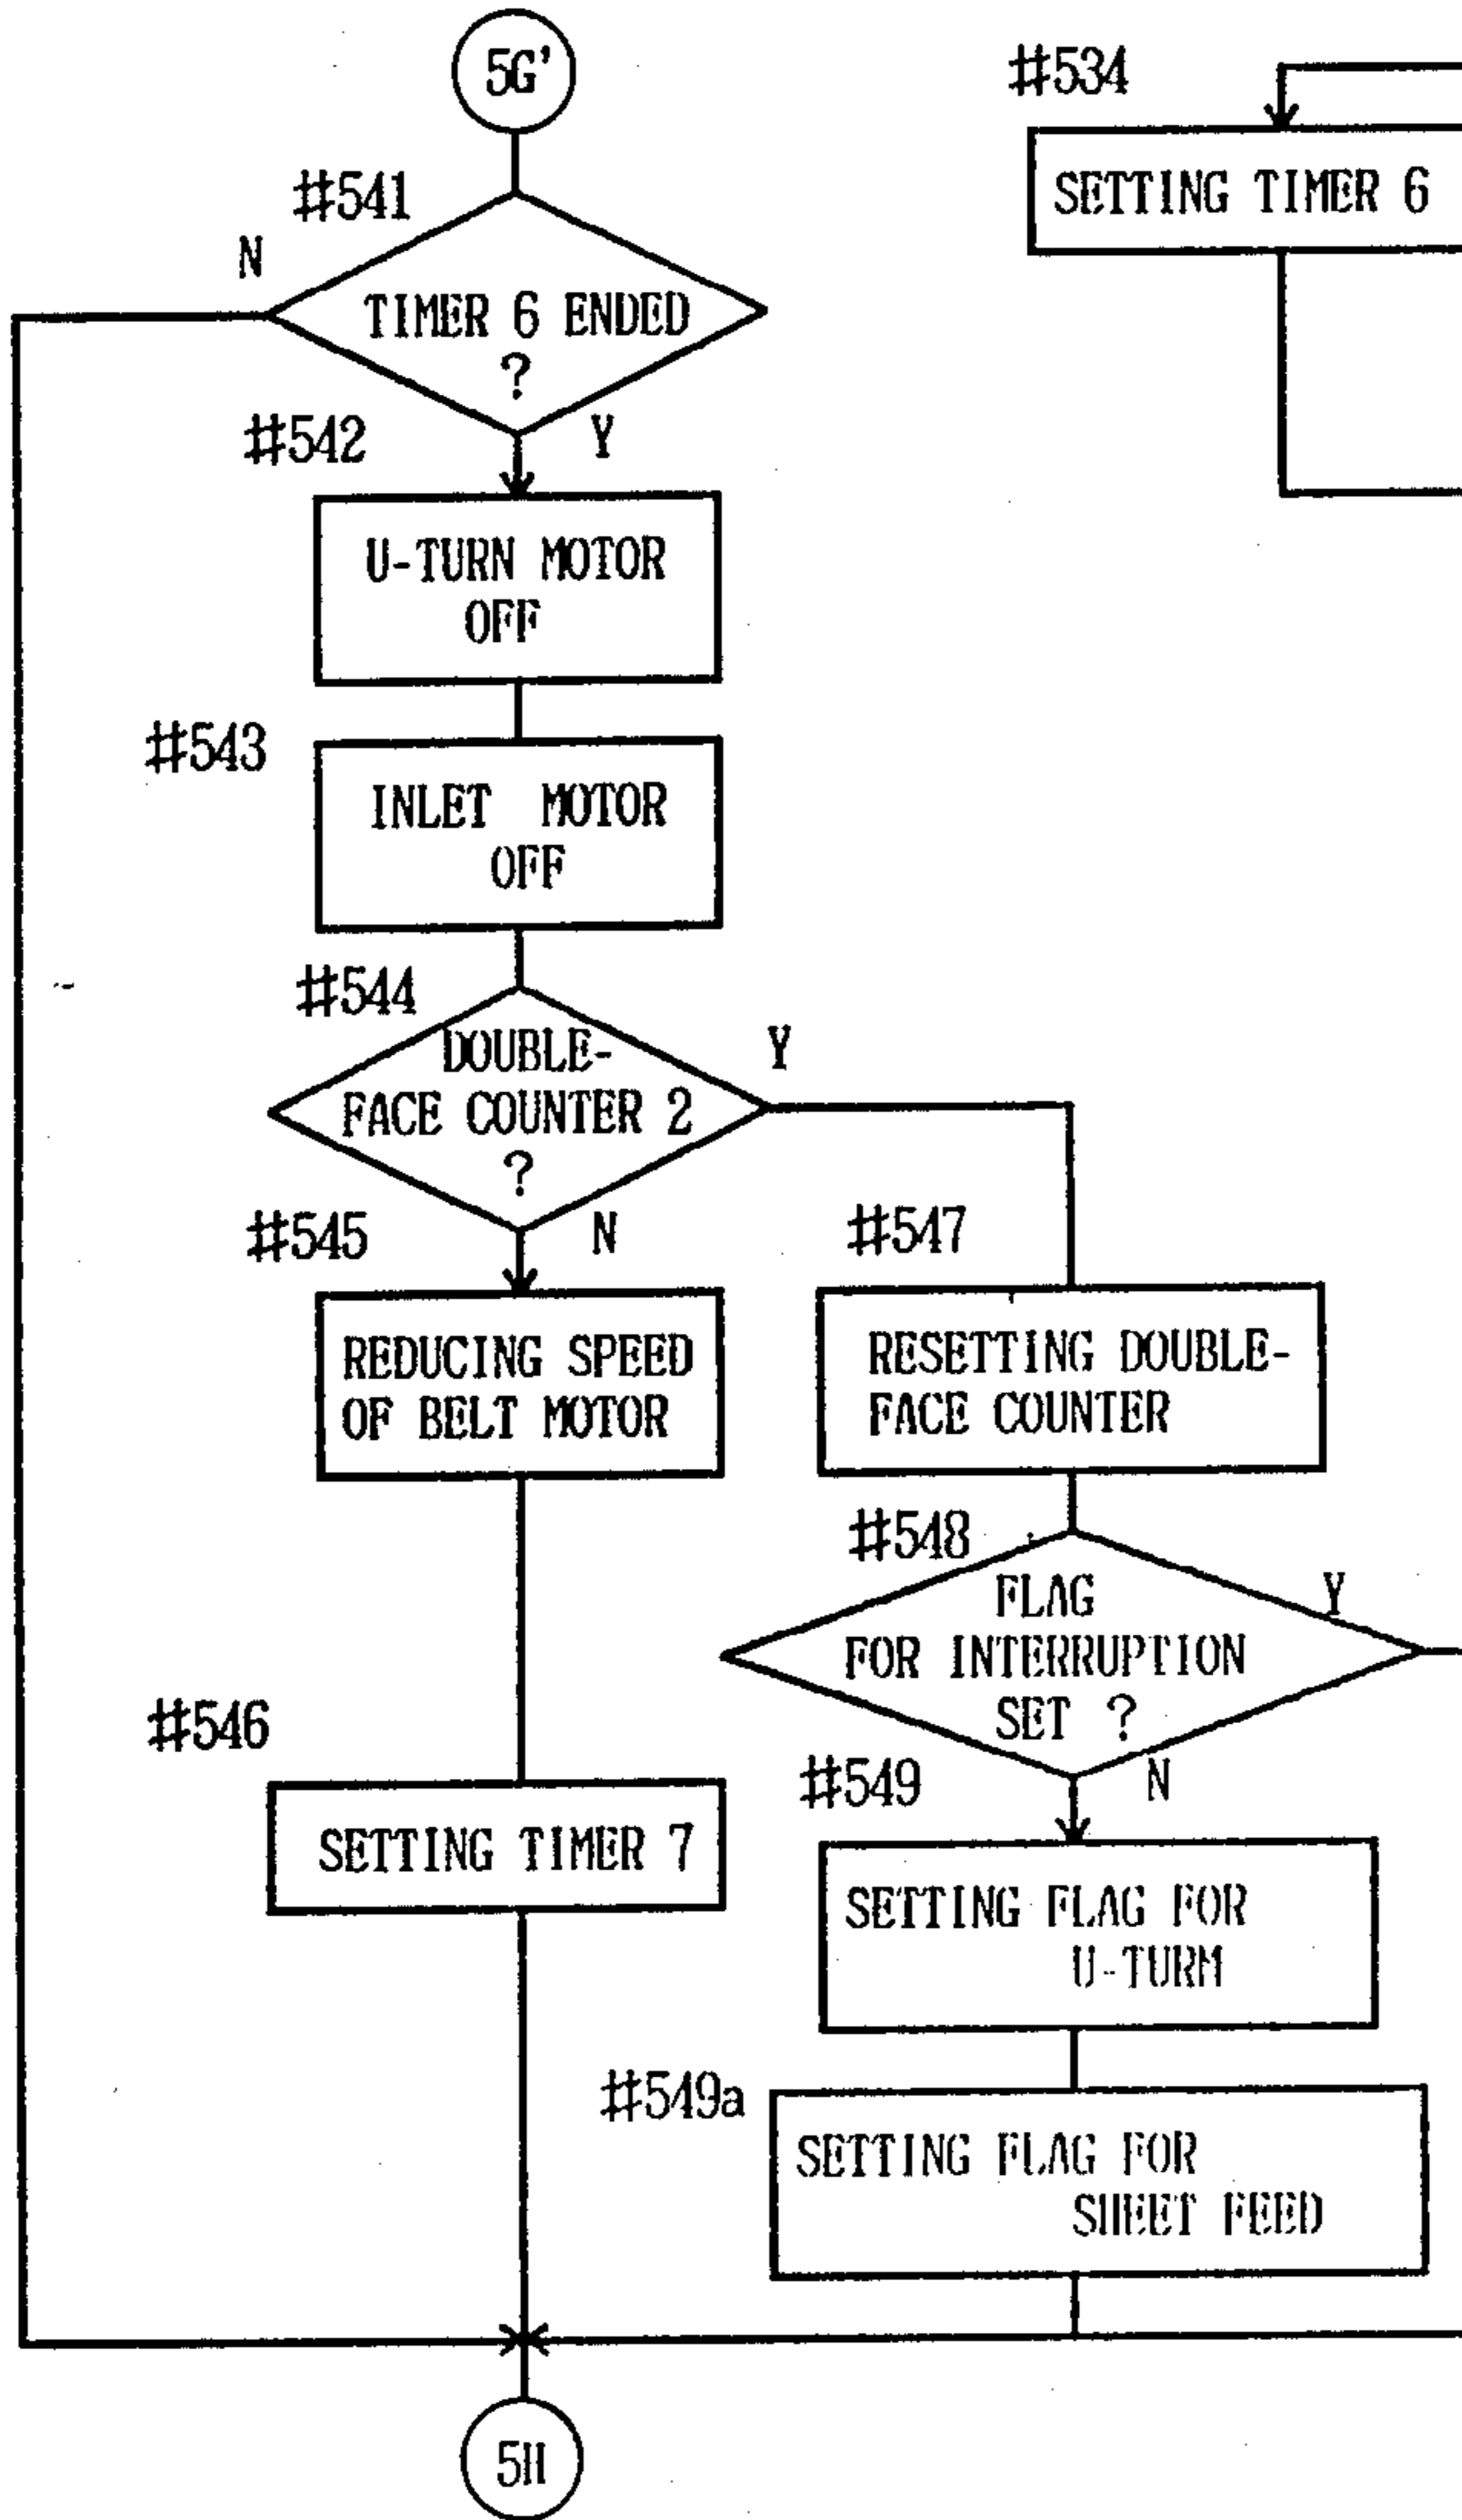 5G'
#534
SETTING TIMER 6
#541
N
TIMER 6 ENDED
?
#542
Y
U-TURN MOTOR
OFF
#543
INLET MOTOR
OFF
#544
DOUBLE-
FACE COUNTER 2
?
Y
#545
N
REDUCING SPEED
OF BELT MOTOR
#547
RESETTING DOUBLE-
FACE COUNTER
#548
FLAG
FOR INTERRUPTION
SET ?
Y
#546
SETTING TIMER 7
#549
N
SETTING FLAG FOR
U-TURM
#549a
SETTING FLAG FOR
SHEET FEED
5H